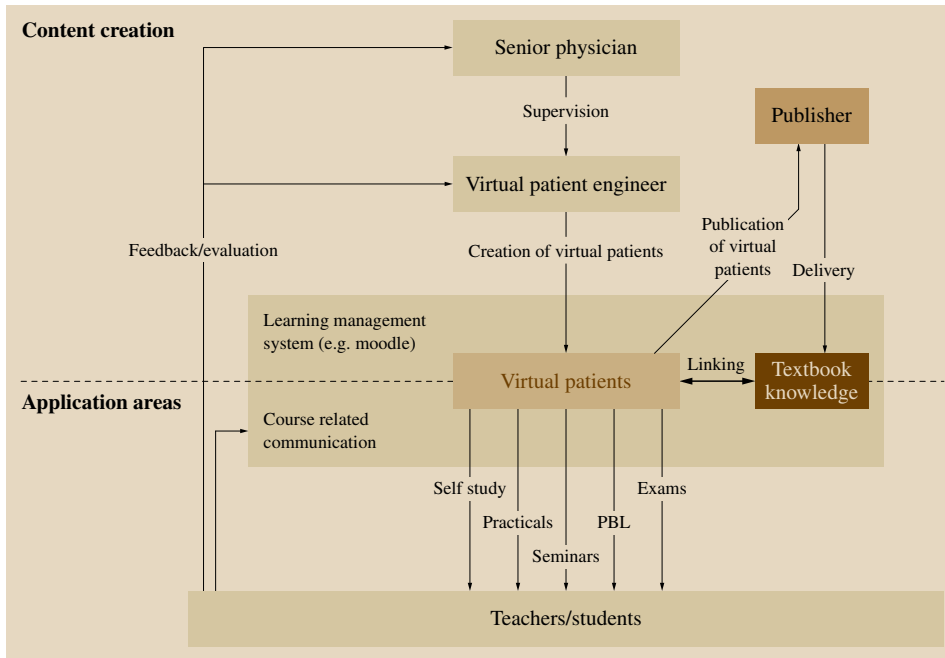 Content creation
Senior physician
Supervision
Publisher
Virtual patient engineer
Feedback/evaluation
Creation of virtual patients
Publication
of virtual
patients
Delivery
Learning management
system (e.g. moodle)
Virtual patients
Linking
Textbook
knowledge
Application areas
Course related
communication
Self study
Exams
Practicals
PBL
Seminars
Teachers/students